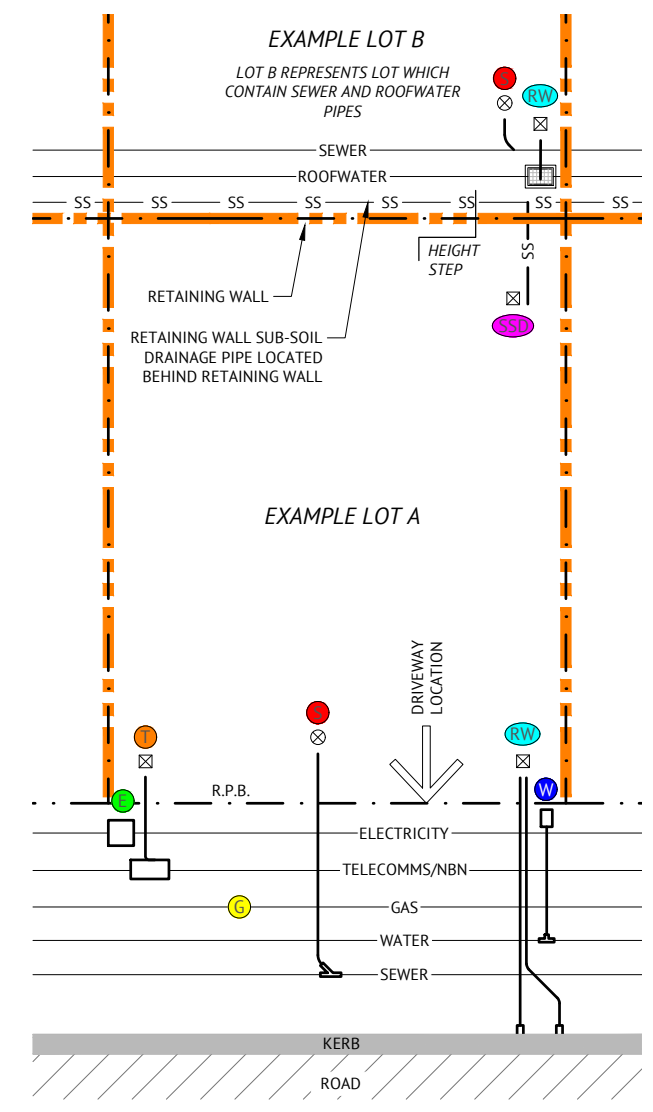 EXAMPLE LOT B
LOT B REPRESENTS LOT WHICH
CONTAIN SEWER AND ROOFWATER
PIPES
S
RW
SEWER
ROOFWATER
SS SS SS SS SS SS SS SS
HEIGHT
STEP
SS
RETAINING WALL
SSD
RETAINING WALL SUB-SOIL
DRAINAGE PIPE LOCATED
BEHIND RETAINING WALL
EXAMPLE LOT A
DRIVEWAY
LOCATION
S
T
RW
E
R.P.B.
W
ELECTRICITY
TELECOMMS/NBN
G
GAS
WATER
SEWER
KERB
ROAD